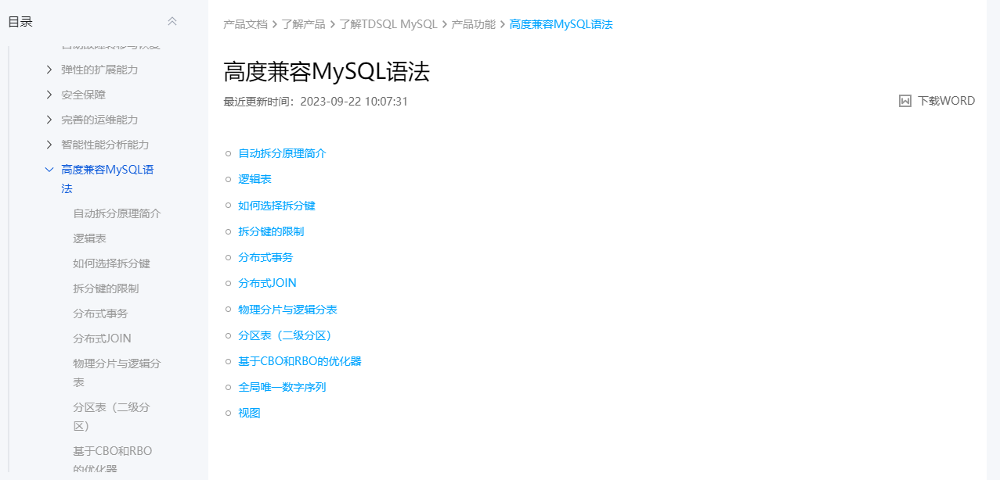 目录
自动故障转移与恢复
弹性的扩展能力
安全保障
完善的运维能力
智能性能分析能力
高度兼容MySQL语
法
自动拆分原理简介
逻辑表
如何选择拆分键
拆分键的限制
分布式事务
分布式JOIN
物理分片与逻辑分
表
分区表（二级分
区）
基于CBO和RBO
的优化器
产品文档 > 了解产品 > 了解TDSQL MySQL > 产品功能 > 高度兼容MySQL语法
高度兼容MySQL语法
最近更新时间：2023-09-22 10:07:31
下载WORD
自动拆分原理简介
逻辑表
如何选择拆分键
拆分键的限制
分布式事务
分布式JOIN
物理分片与逻辑分表
分区表（二级分区）
基于CBO和RBO的优化器
全局唯一数字序列
视图